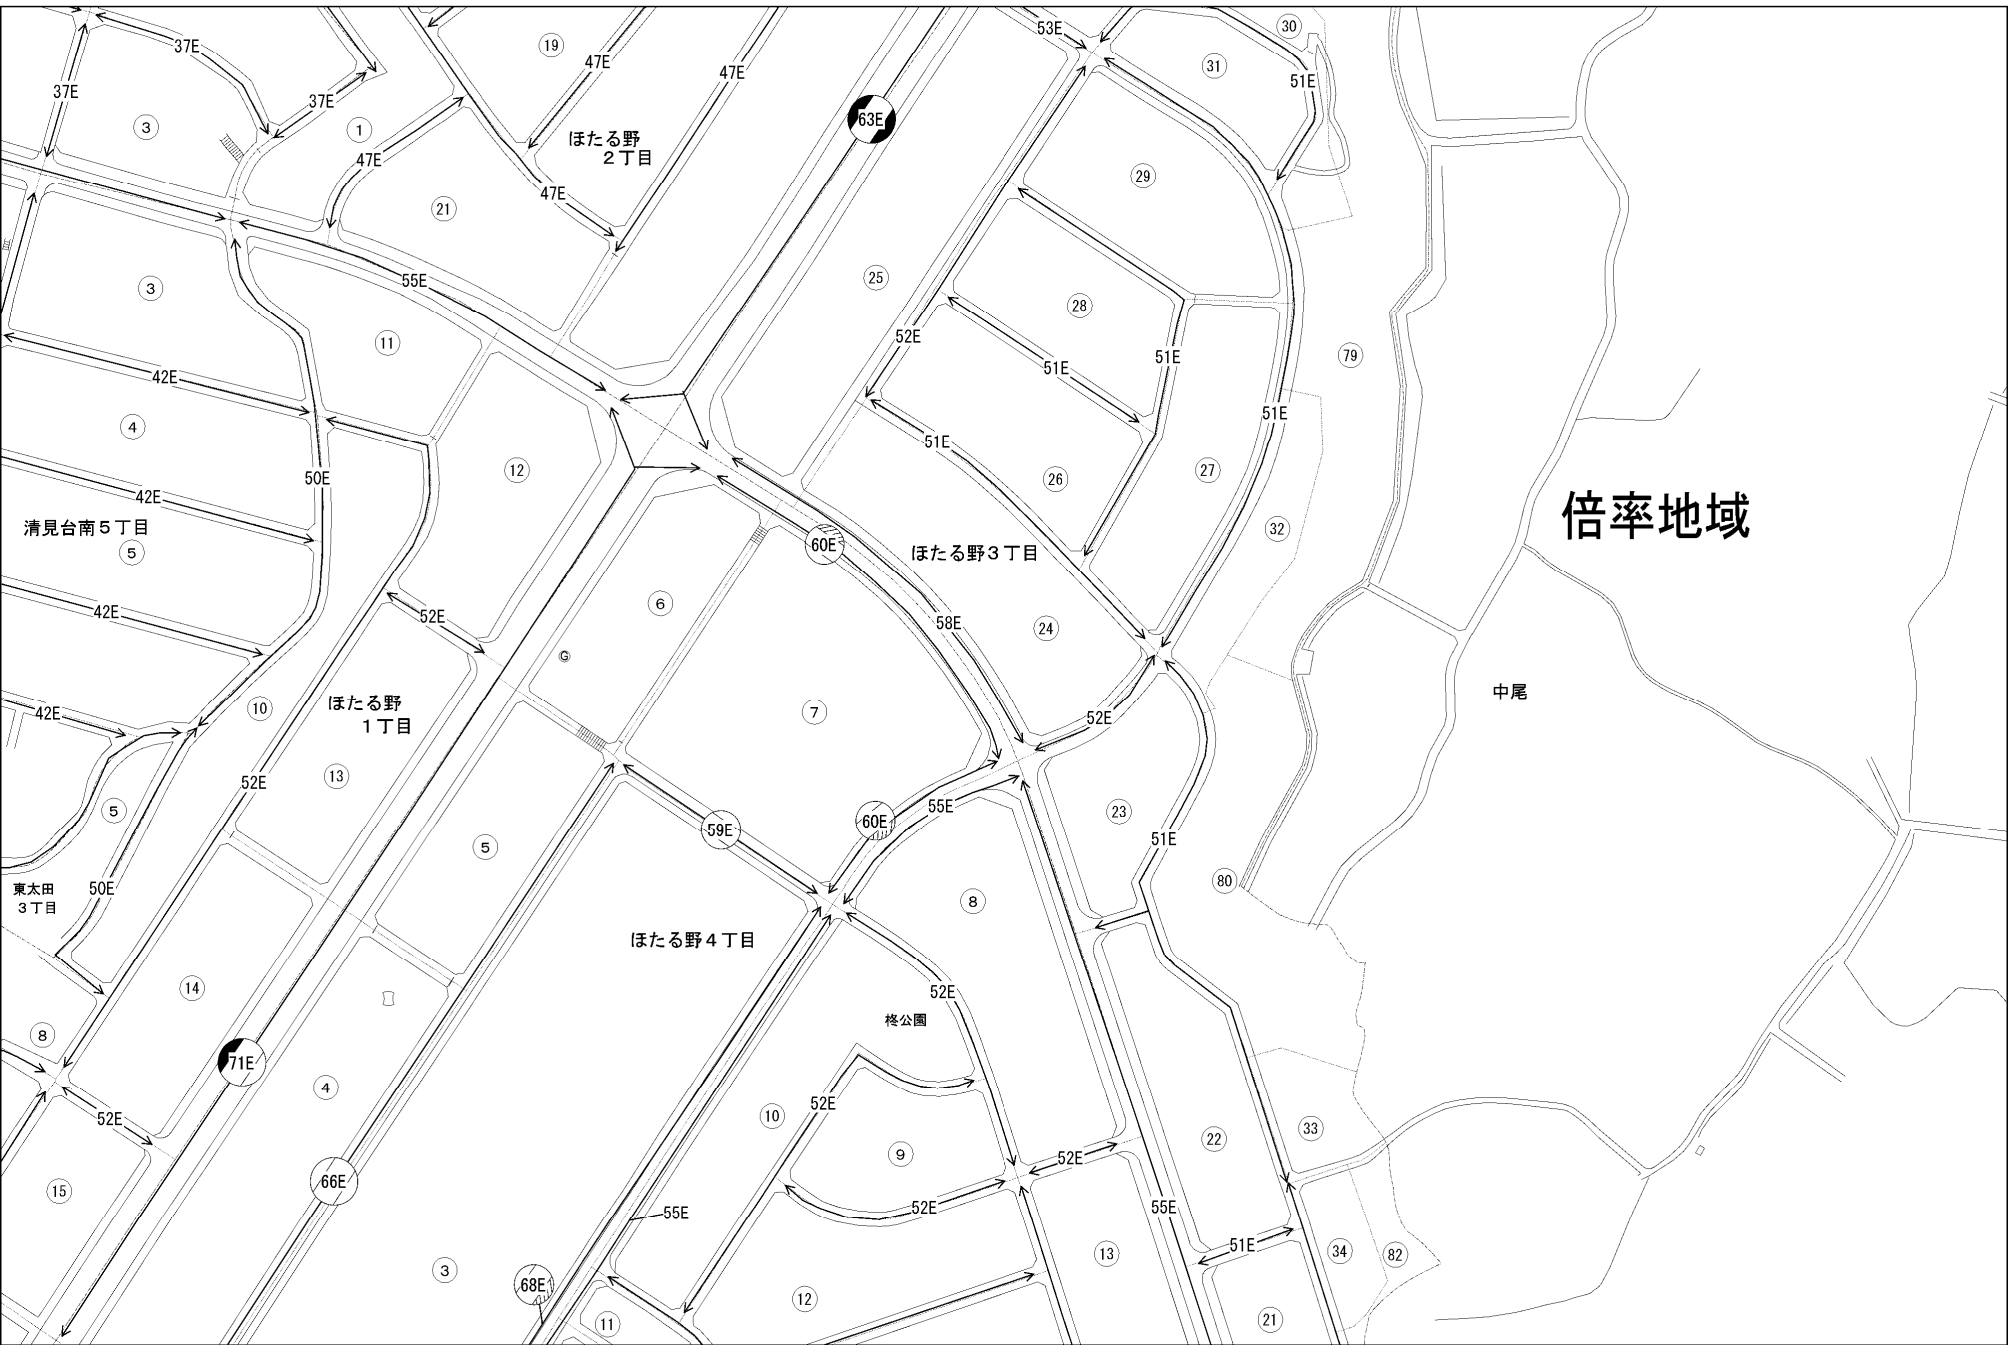 53E
30
37E
19
31
47E
47E
51E
37E
37E
63E
3
1
ほたる野
２丁目
47E
29
47E
21
55E
25
3
28
52E
11
79
51E
51E
42E
51E
4
51E
12
27
50E
26
42E
倍率地域
清見台南５丁目
32
60E
ほたる野３丁目
5
6
42E
52E
58E
24
G
中尾
ほたる野
１丁目
10
7
42E
52E
13
52E
60E
55E
5
23
59E
51E
5
50E
80
東太田
３丁目
8
ほたる野４丁目
14
52E
柊公園
8
71E
4
52E
10
52E
33
22
9
52E
66E
15
52E
55E
55E
51E
34
82
13
3
68E
12
11
21